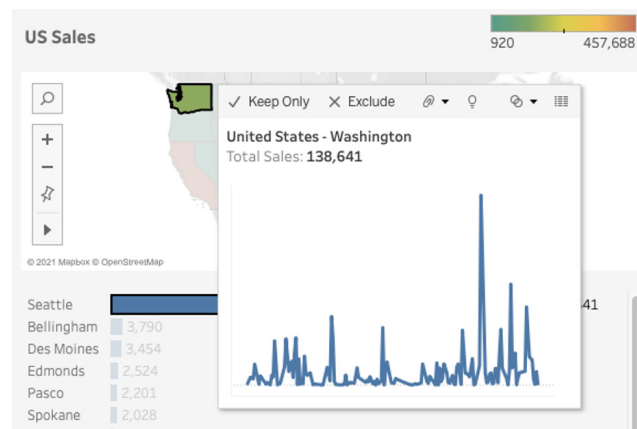 US Sales
920 457,688
Keep Only Exclude
United States - Washington
Total Sales: 138,641
© 2021 Mapbox © OpenStreetMap
Seattle 41
Bellingham 3,790
Des Moines 3,454
Edmonds 2,524
Pasco 2,201
Spokane 2,028